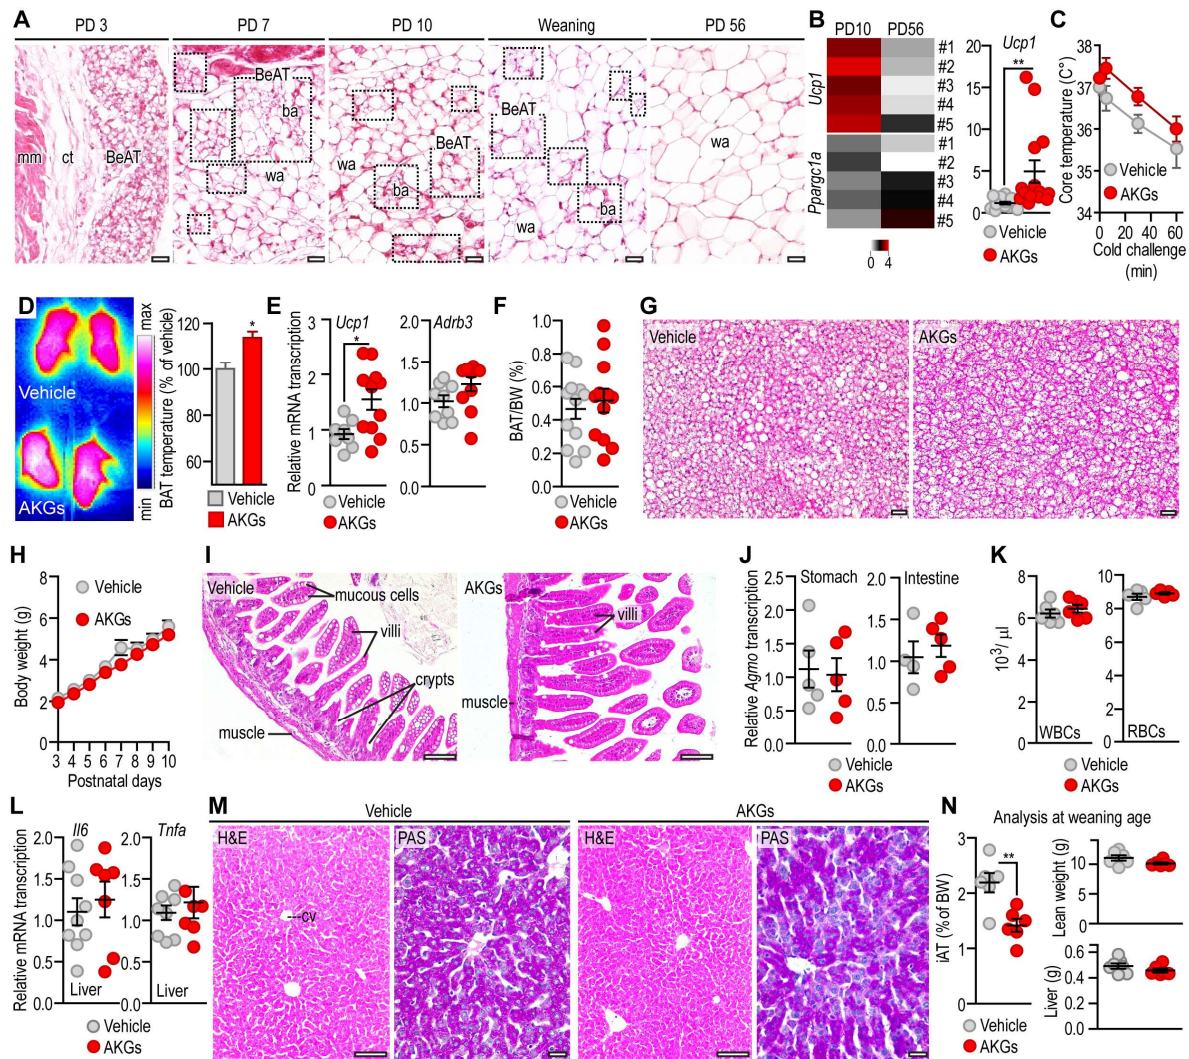 A
PD 3
PD 7
PD 10
Weaning
PD 56
mm
ct
BeAT
BeAT
ba
wa
BeAT
wa
ba
BeAT
ba
wa
wa
B
PD10 PD56
Ucp1
#1
#2
#3
#4
#5
Ppargc1a
#1
#2
#3
#4
#5
0 4
Ucp1
**
20
15
10
5
0
Vehicle
AKGs
C
Core temperature (C°)
38
37
36
35
34
Vehicle
AKGs
0 20 40 60
Cold challenge
(min)
D
Vehicle
AKGs
max
min
BAT temperature (% of vehicle)
120
100
80
60
*
Vehicle
AKGs
E
Relative mRNA transcription
Ucp1
*
3
2
1
0
Adrb3
2.0
1.5
1.0
0.5
0.0
Vehicle
AKGs
F
BAT/BW (%)
1.0
0.8
0.6
0.4
0.2
0.0
Vehicle
AKGs
G
Vehicle
AKGs
H
Body weight (g)
8
6
4
2
0
Vehicle
AKGs
3 4 5 6 7 8 9 10
Postnatal days
I
Vehicle
mucous cells
villi
crypts
muscle
AKGs
villi
muscle
J
Relative Agmo transcription
Stomach
2.5
2.0
1.5
1.0
0.5
0.0
Intestine
2.0
1.5
1.0
0.5
0.0
Vehicle
AKGs
K
10³/ µl
8
6
4
2
0
WBCs
10
8
6
4
2
0
RBCs
Vehicle
AKGs
L
Relative mRNA transcription
Il6
2.0
1.5
1.0
0.5
0.0
Liver
Tnfa
2.0
1.5
1.0
0.5
0.0
Liver
Vehicle
AKGs
M
Vehicle
AKGs
H&E
cv
PAS
H&E
PAS
N
Analysis at weaning age
iAT (% of BW)
3
2
1
0
**
Vehicle
AKGs
Lean weight (g)
10
5
0
Liver (g)
0.6
0.4
0.2
0.0